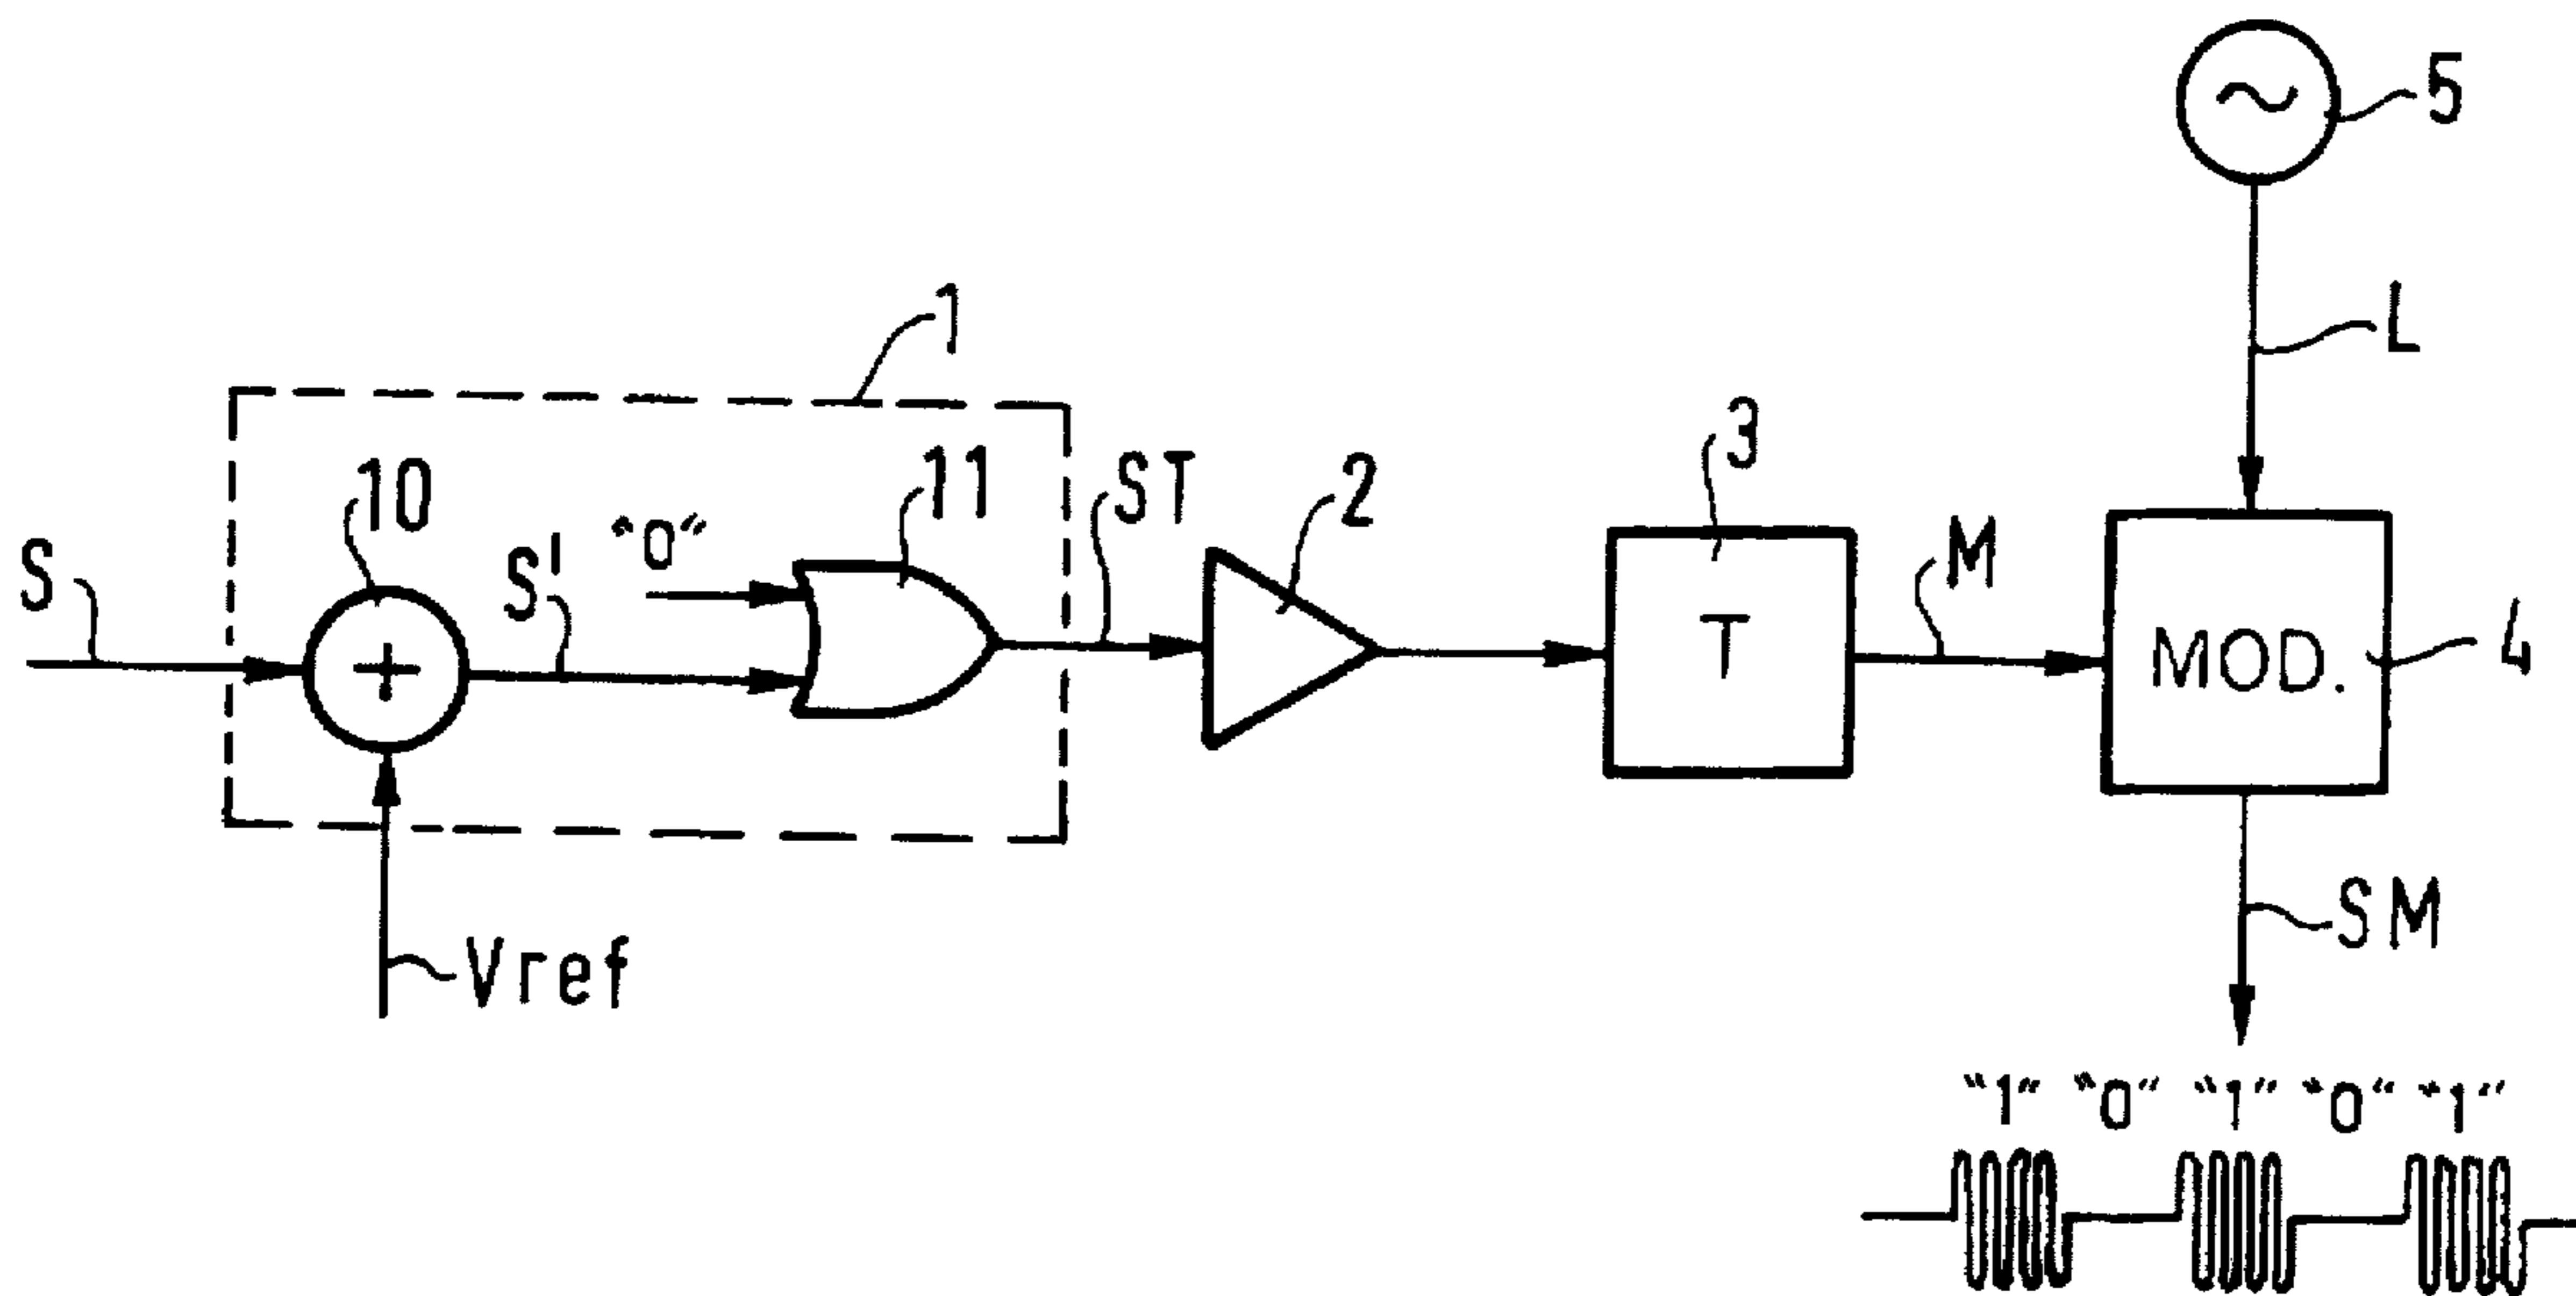 5
L
1
3
10
"0"
11
ST
2
M
S
S'
T
MOD.
4
Vref
SM
"1" "0" "1" "0" "1"